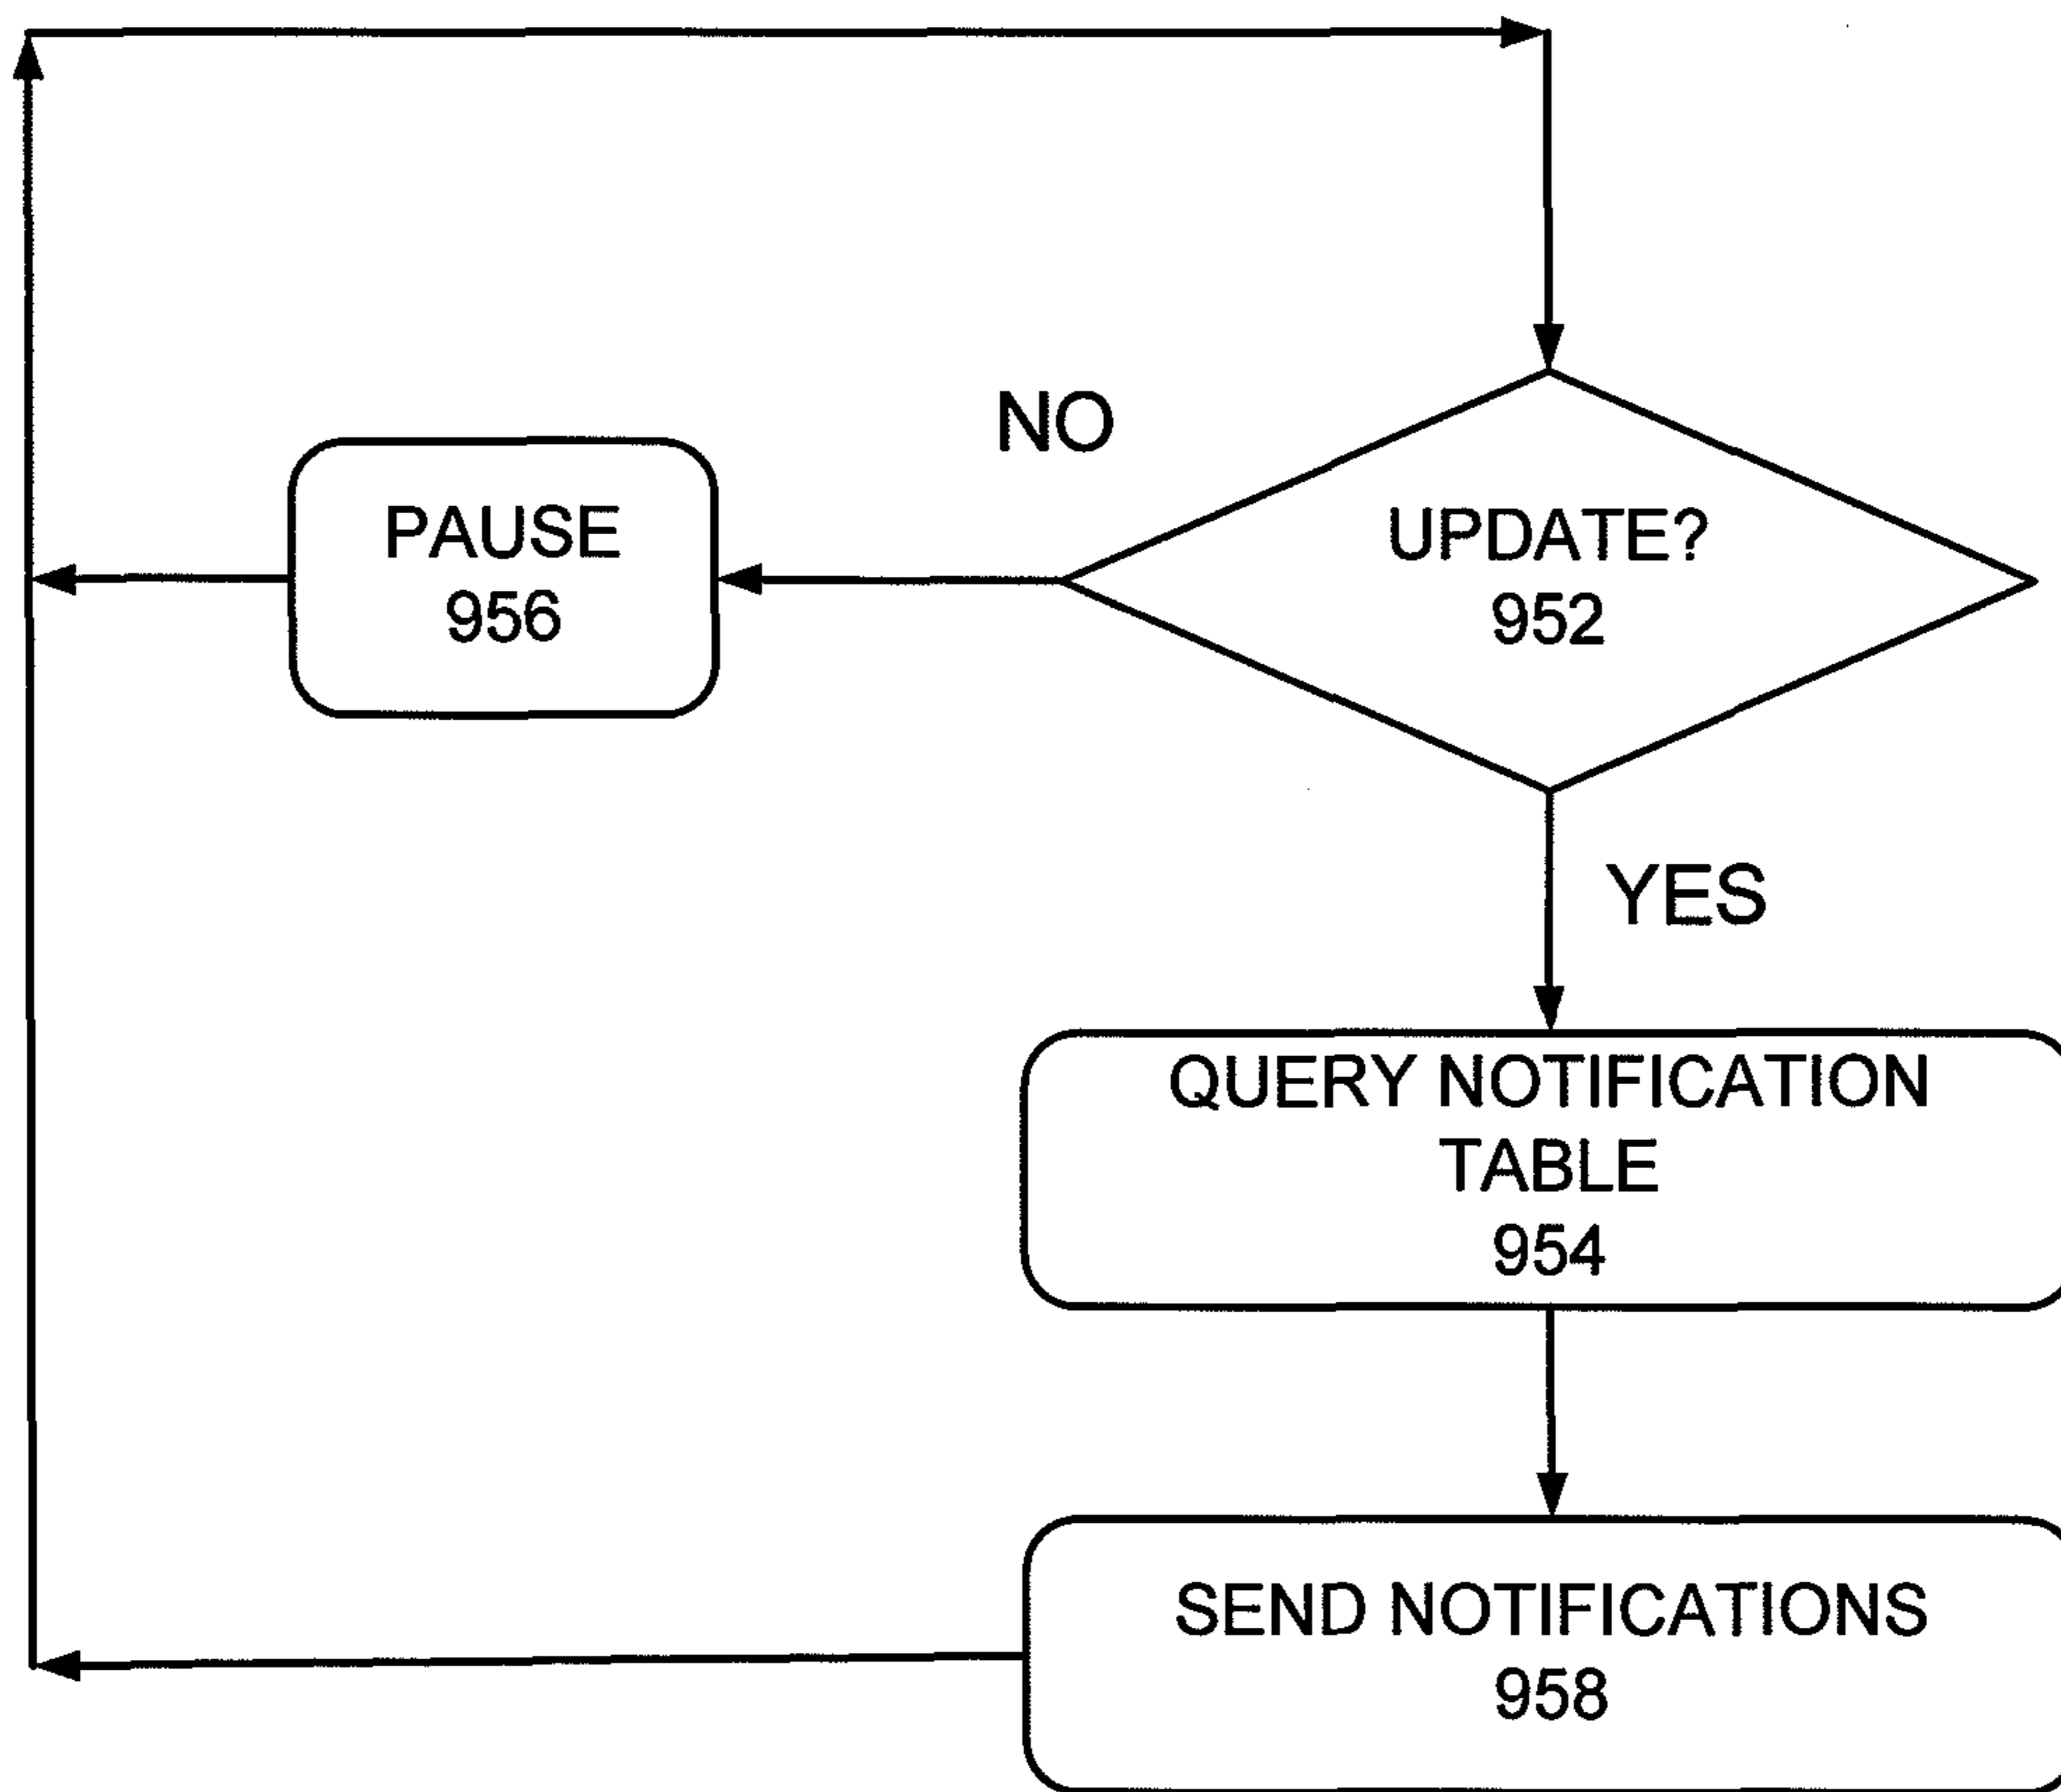 NO
UPDATE?
952
PAUSE
956
YES
QUERY NOTIFICATION
TABLE
954
SEND NOTIFICATIONS
958